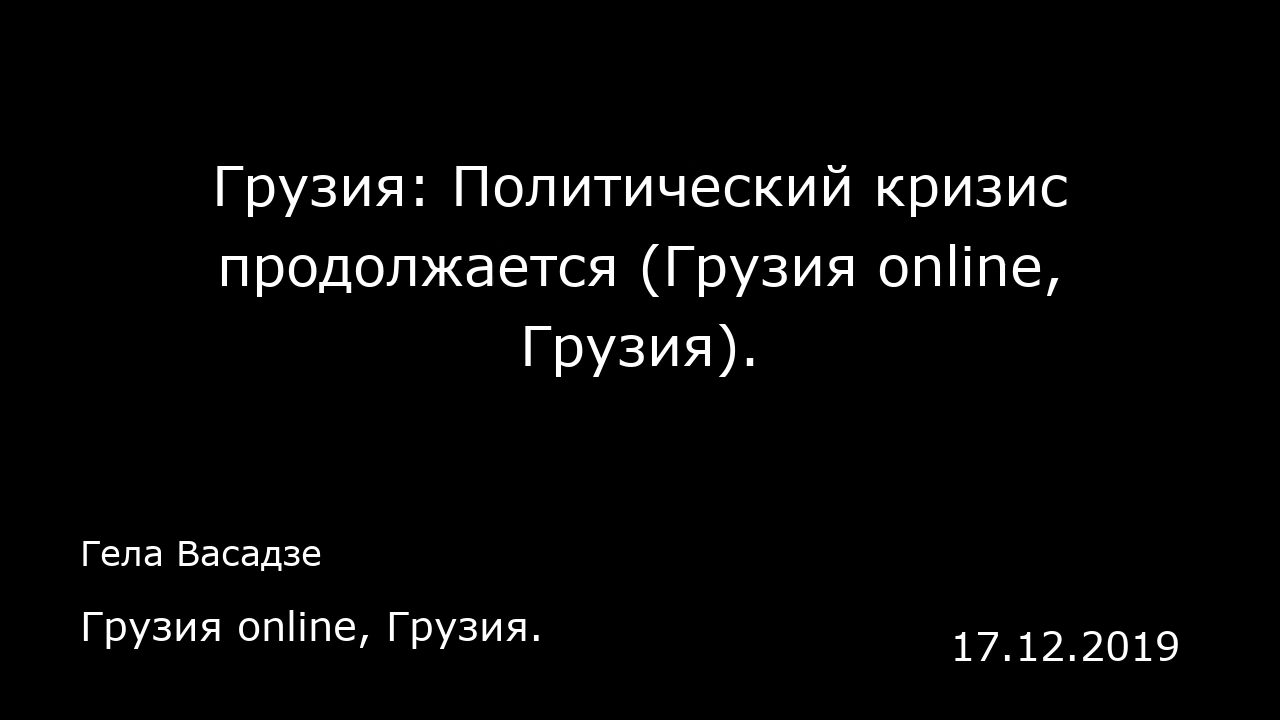 Грузия: Политический кризис
продолжается (Грузия online,
Грузия).
Гела Васадзе
Грузия online, Грузия.
17.12.2019